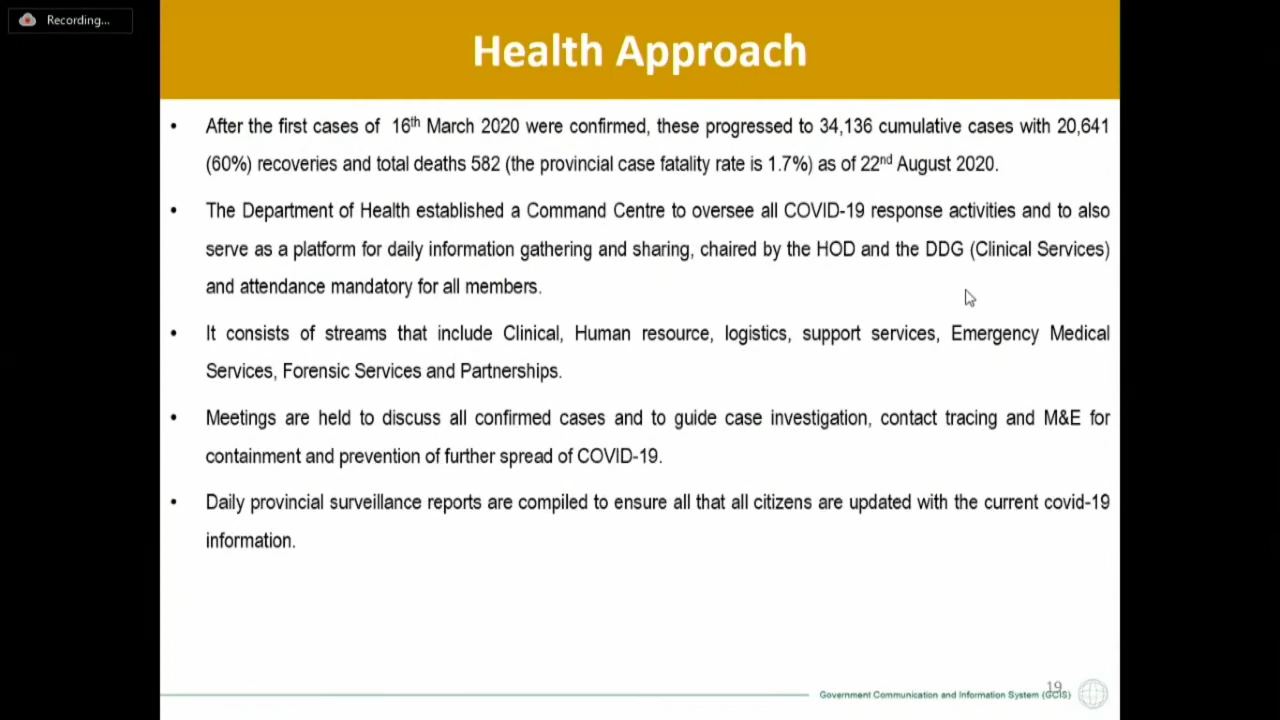 Recording...
Health Approach
• After the first cases of 16th March 2020 were confirmed, these progressed to 34,136 cumulative cases with 20,641
(60%) recoveries and total deaths 582 (the provincial case fatality rate is 1.7%) as of 22nd August 2020.
• The Department of Health established a Command Centre to oversee all COVID-19 response activities and to also
serve as a platform for daily information gathering and sharing, chaired by the HOD and the DDG (Clinical Services)
and attendance mandatory for all members.
• It consists of streams that include Clinical, Human resource, logistics, support services, Emergency Medical
Services, Forensic Services and Partnerships.
• Meetings are held to discuss all confirmed cases and to guide case investigation, contact tracing and M&E for
containment and prevention of further spread of COVID-19.
• Daily provincial surveillance reports are compiled to ensure all that all citizens are updated with the current covid-19
information.
19
Government Communication and Information System (GCIS)